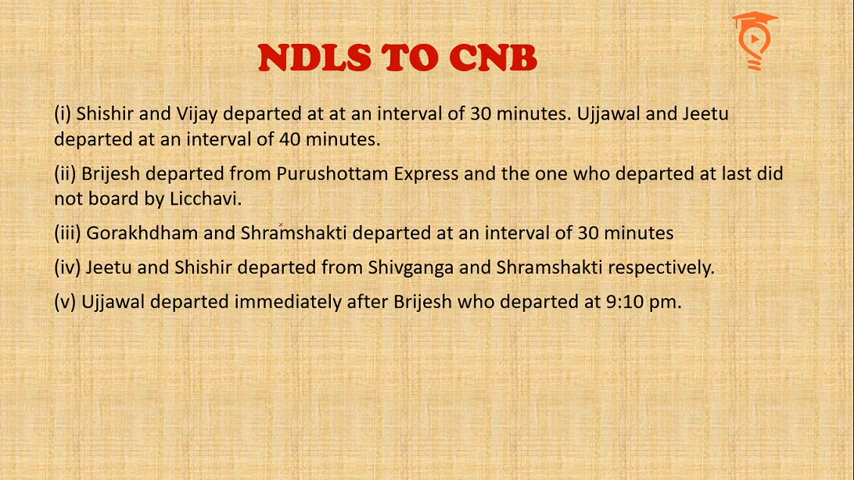 NDLS TO CNB
(i) Shishir and Vijay departed at at an interval of 30 minutes. Ujjawal and Jeetu
departed at an interval of 40 minutes.
(ii) Brijesh departed from Purushottam Express and the one who departed at last did
not board by Licchavi.
(iii) Gorakhdham and Shramshakti departed at an interval of 30 minutes
(iv) Jeetu and Shishir departed from Shivganga and Shramshakti respectively.
(v) Ujjawal departed immediately after Brijesh who departed at 9:10 pm.